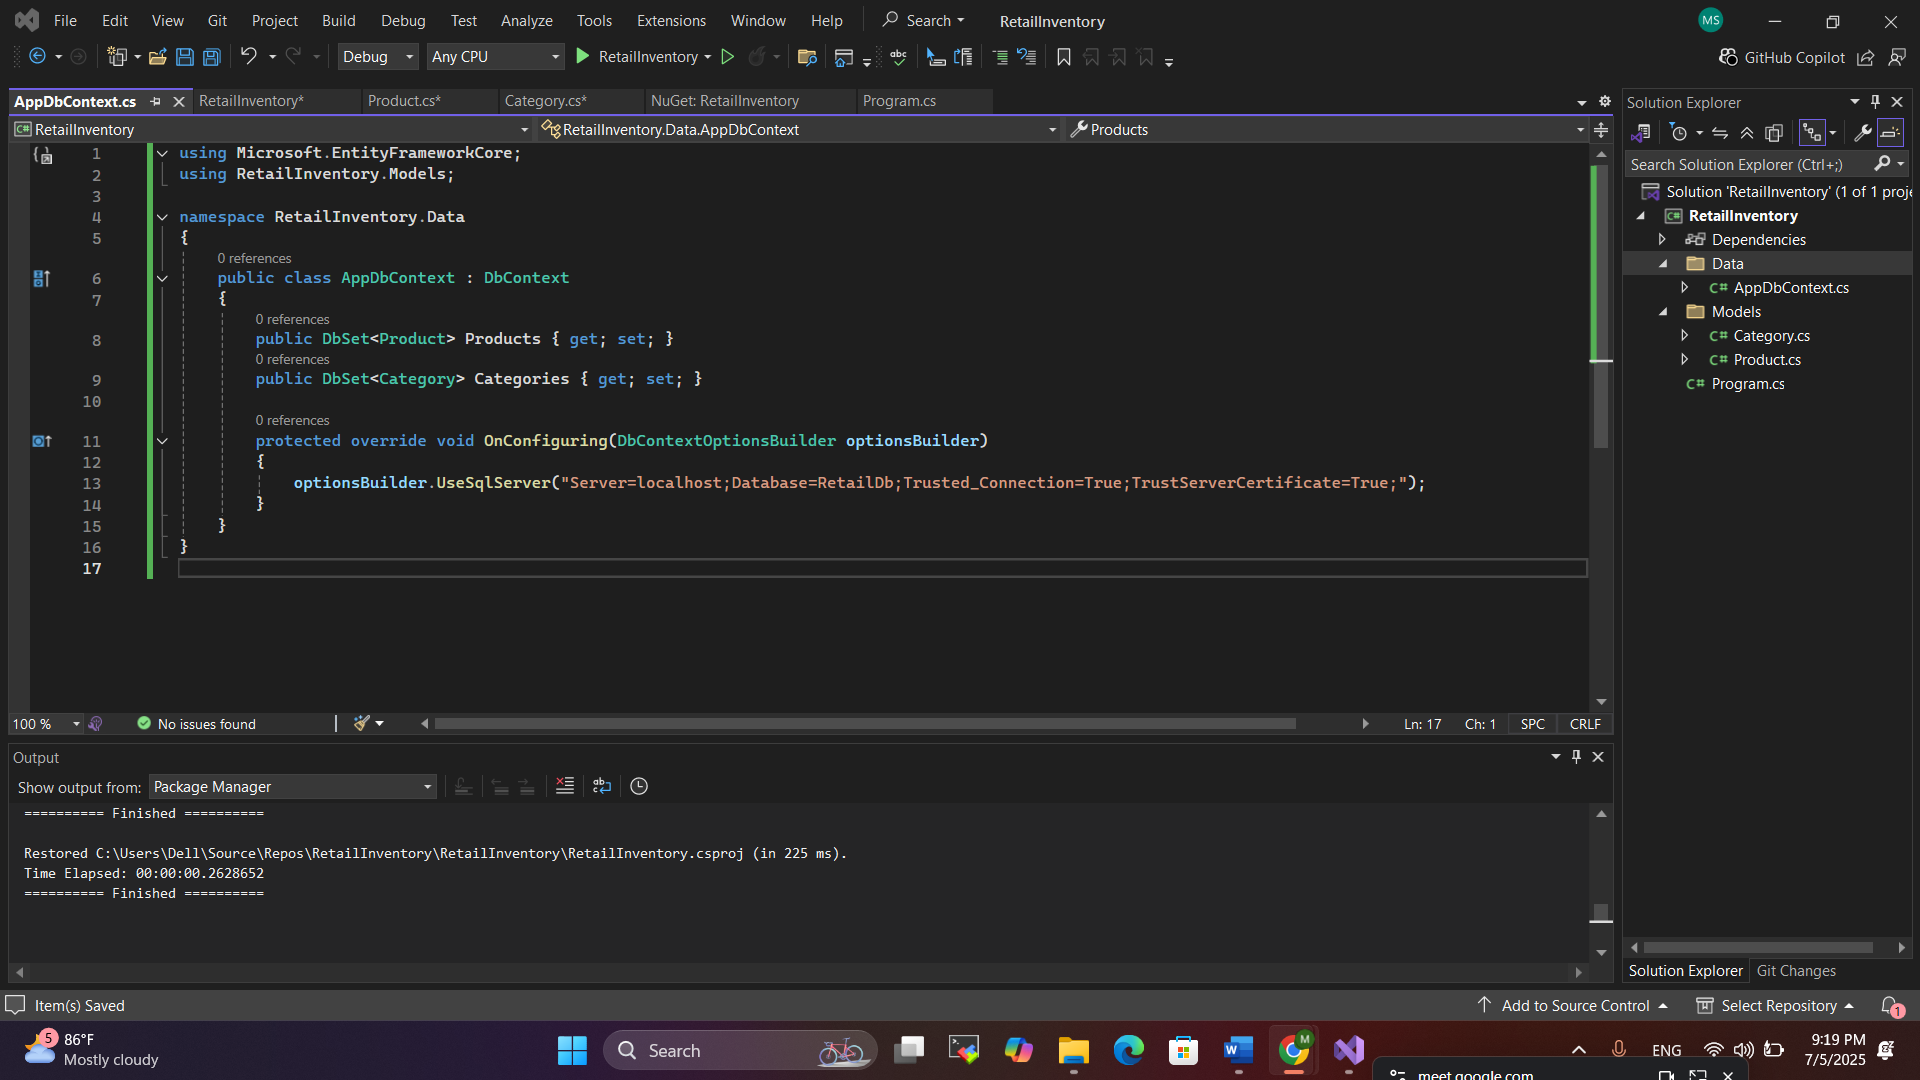 File Edit View Git Project Build Debug Test Analyze Tools Extensions Window Help Search RetailInventory MS
Debug Any CPU RetailInventory abc GitHub Copilot
AppDbContext.cs RetailInventory* Product.cs* Category.cs* NuGet: RetailInventory Program.cs
C# RetailInventory RetailInventory.Data.AppDbContext Products
1 using Microsoft.EntityFrameworkCore;
2 using RetailInventory.Models;
3
4 namespace RetailInventory.Data
5 {
0 references
6 public class AppDbContext : DbContext
7 {
0 references
8 public DbSet<Product> Products { get; set; }
0 references
9 public DbSet<Category> Categories { get; set; }
10
0 references
11 protected override void OnConfiguring(DbContextOptionsBuilder optionsBuilder)
12 {
13 optionsBuilder.UseSqlServer("Server=localhost;Database=RetailDb;Trusted_Connection=True;TrustServerCertificate=True;");
14 }
15 }
16 }
17
100 % No issues found Ln: 17 Ch: 1 SPC CRLF
Output
Show output from: Package Manager
========== Finished ==========
Restored C:\Users\Dell\Source\Repos\RetailInventory\RetailInventory\RetailInventory.csproj (in 225 ms).
Time Elapsed: 00:00:00.2628652
========== Finished ==========
Solution Explorer
Search Solution Explorer (Ctrl+;)
Solution 'RetailInventory' (1 of 1 proje
C# RetailInventory
Dependencies
Data
C# AppDbContext.cs
Models
C# Category.cs
C# Product.cs
C# Program.cs
Solution Explorer Git Changes
Item(s) Saved Add to Source Control Select Repository 1
5 86°F
Mostly cloudy
Search
W M
ENG
9:19 PM
7/5/2025
meet.google.com